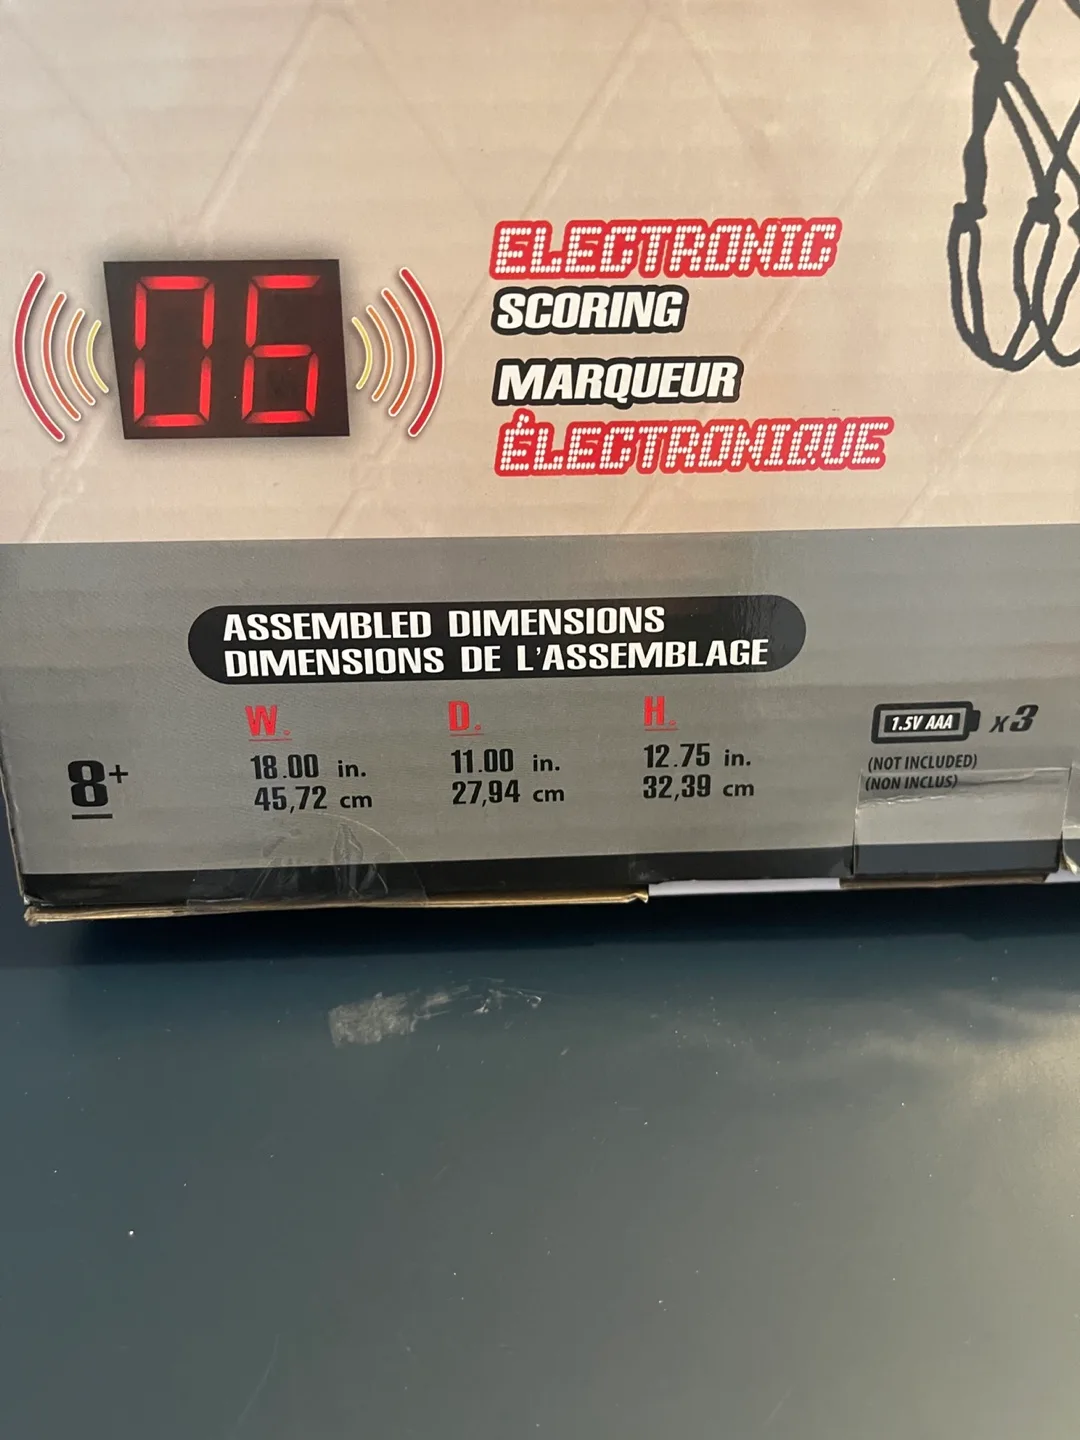 06
ELECTRONIC
SCORING
MARQUEUR
ÉLECTRONIQUE
ASSEMBLED DIMENSIONS
DIMENSIONS DE L'ASSEMBLAGE
8+
W.
18.00 in.
45,72 cm
D.
11.00 in.
27,94 cm
H.
12.75 in.
32,39 cm
1.5V AAA x3
(NOT INCLUDED)
(NON INCLUS)